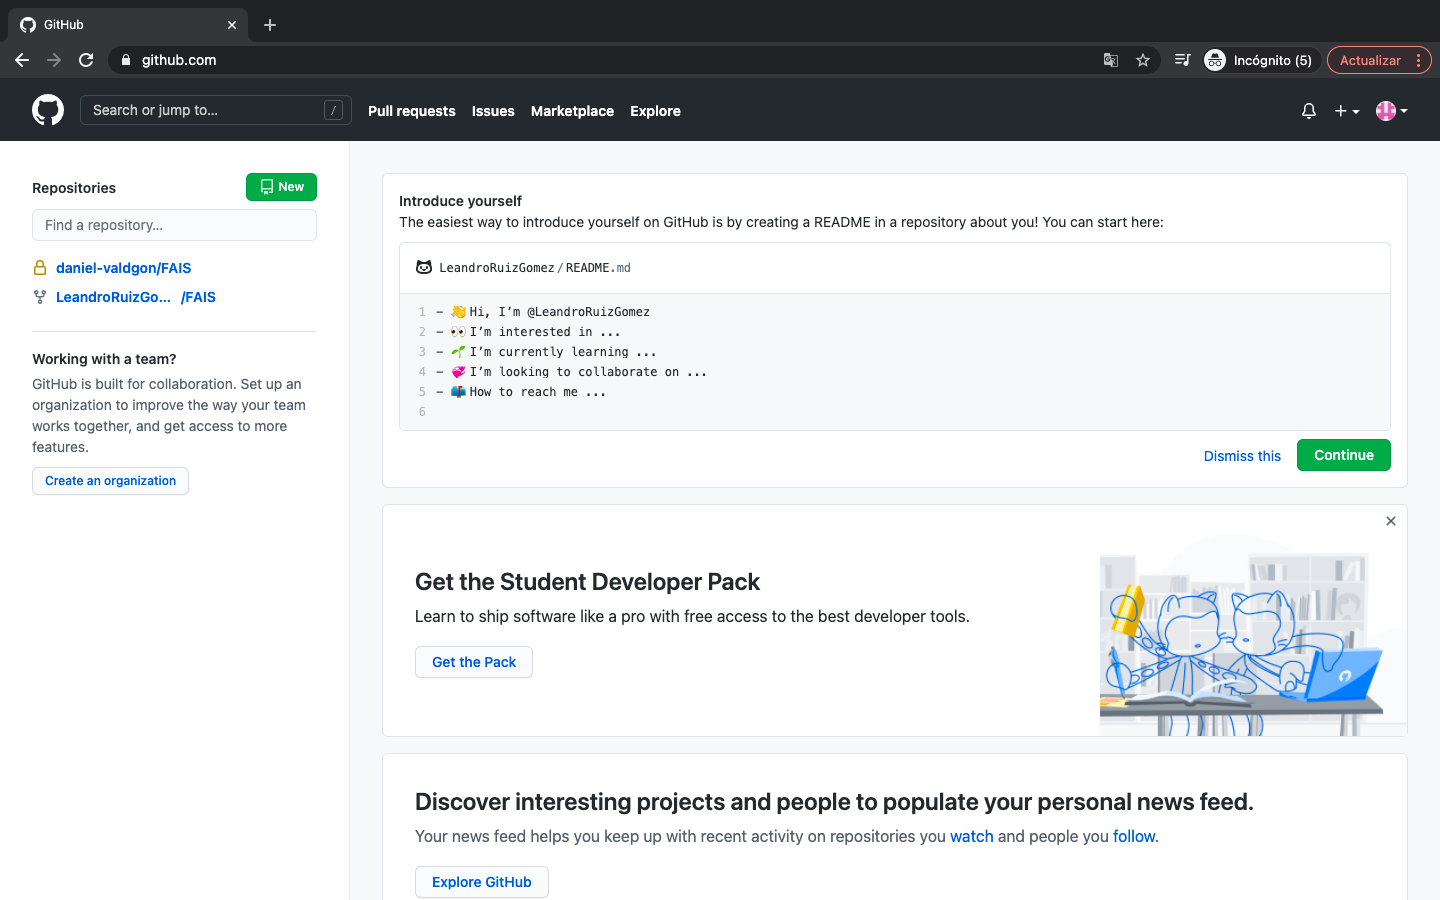 GitHub
github.com
Incógnito (5)
Actualizar
Search or jump to...
/
Pull requests
Issues
Marketplace
Explore
Repositories
New
Find a repository...
daniel-valdgon/FAIS
LeandroRuizGo... /FAIS
Working with a team?
GitHub is built for collaboration. Set up an
organization to improve the way your team
works together, and get access to more
features.
Create an organization
Introduce yourself
The easiest way to introduce yourself on GitHub is by creating a README in a repository about you! You can start here:
LeandroRuizGomez/README.md
1 - 👋 Hi, I’m @LeandroRuizGomez
2 - 👀 I’m interested in ...
3 - 🌱 I’m currently learning ...
4 - 💞️ I’m looking to collaborate on ...
5 - 📫 How to reach me ...
6
Dismiss this
Continue
Get the Student Developer Pack
Learn to ship software like a pro with free access to the best developer tools.
Get the Pack
Discover interesting projects and people to populate your personal news feed.
Your news feed helps you keep up with recent activity on repositories you watch and people you follow.
Explore GitHub